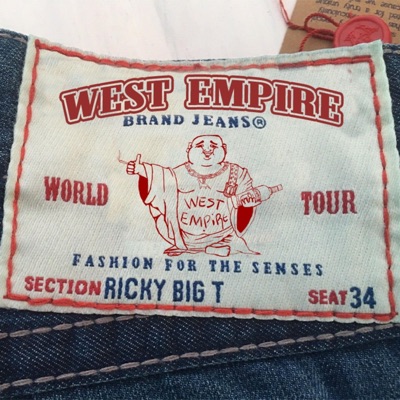 WEST EMPIRE
BRAND JEANS®
WORLD TOUR
WEST
EMPIRE
FASHION FOR THE SENSES
SECTION RICKY BIG T SEAT 34